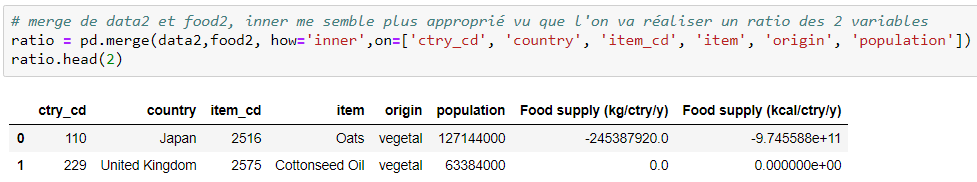 # merge de data2 et food2, inner me semble plus approprié vu que l'on va réaliser un ratio des 2 variables
ratio = pd.merge(data2,food2, how='inner',on=['ctry_cd', 'country', 'item_cd', 'item', 'origin', 'population'])
ratio.head(2)
ctry_cd country item_cd item origin population Food supply (kg/ctry/y) Food supply (kcal/ctry/y)
0 110 Japan 2516 Oats vegetal 127144000 -245387920.0 -9.745588e+11
1 229 United Kingdom 2575 Cottonseed Oil vegetal 63384000 0.0 0.000000e+00